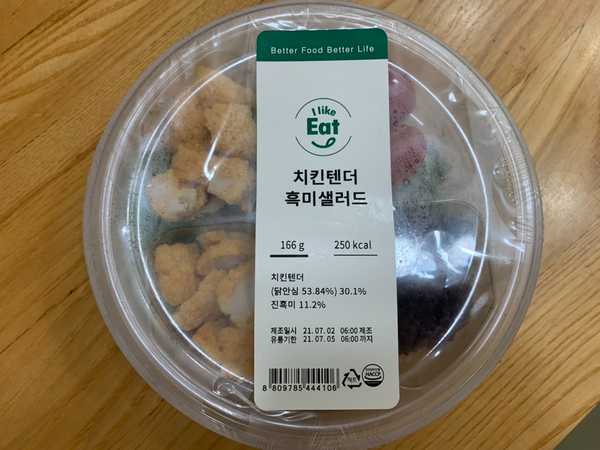 Better Food Better Life
I like
Eat
치킨텐더
흑미샐러드
166 g 250 kcal
치킨텐더
(닭안심 53.84%) 30.1%
진흑미 11.2%
제조일시 21. 07. 02 06:00 제조
유통기한 21. 07. 05 06:00 까지
8 809785 444106
HACCP